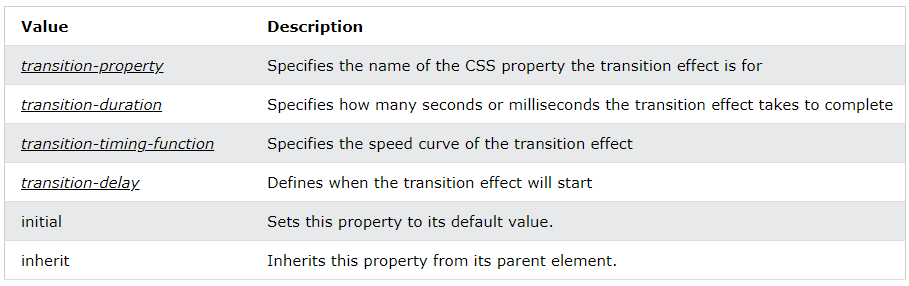 Value Description
transition-property Specifies the name of the CSS property the transition effect is for
transition-duration Specifies how many seconds or milliseconds the transition effect takes to complete
transition-timing-function Specifies the speed curve of the transition effect
transition-delay Defines when the transition effect will start
initial Sets this property to its default value.
inherit Inherits this property from its parent element.